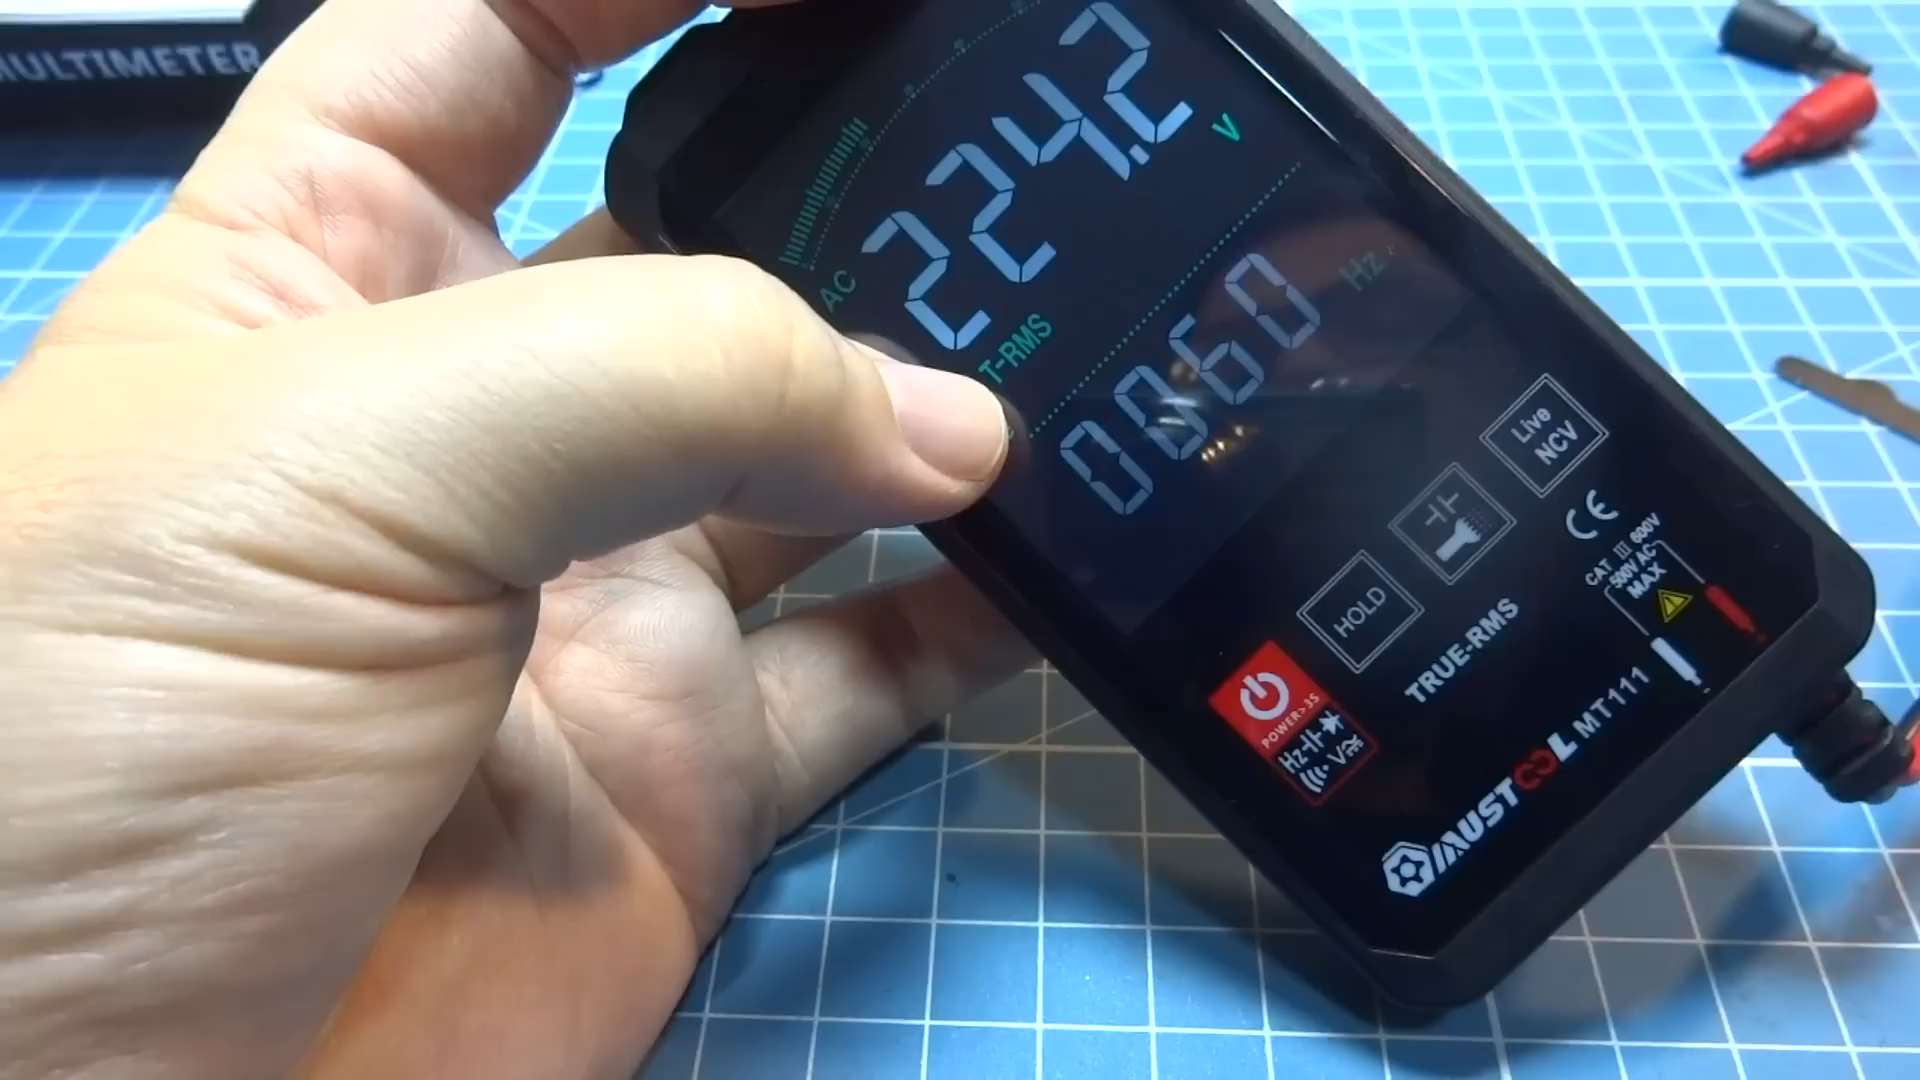 MULTIMETER
224.2
V
AC
T-RMS
0060
Hz
Live
NCV
HOLD
CE
CAT III 600V
500V AC
MAX
TRUE-RMS
POWER>3S
Hz
V
MUSTOOL MT111